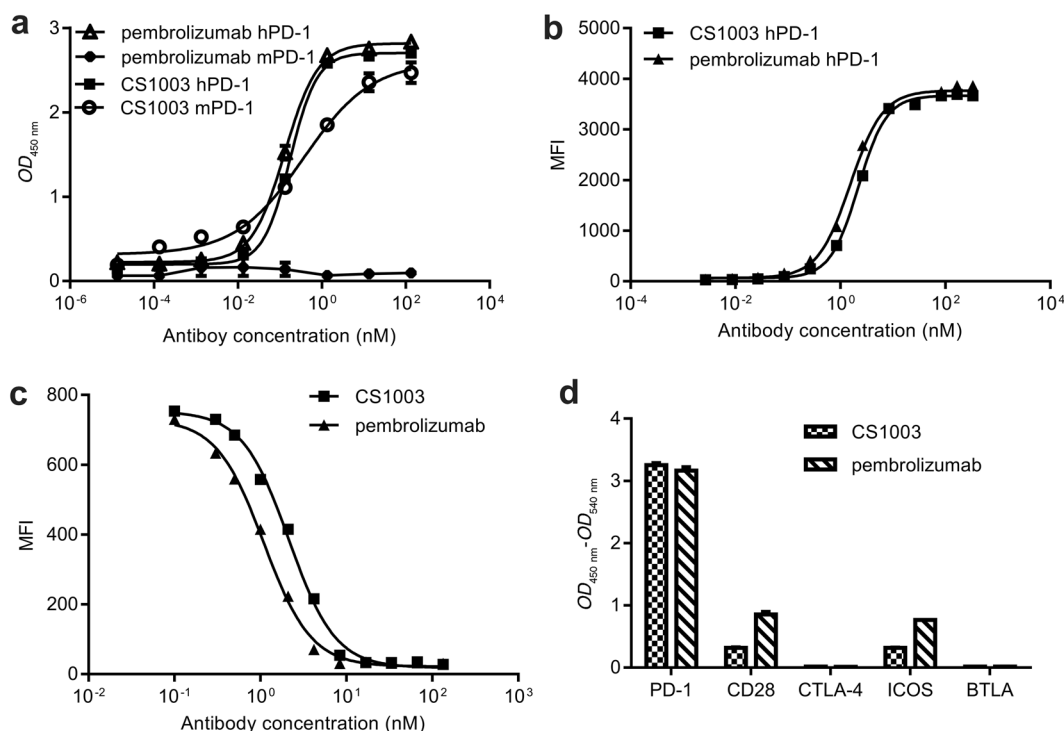 a
3
2
1
0
OD450 nm
pembrolizumab hPD-1
pembrolizumab mPD-1
CS1003 hPD-1
CS1003 mPD-1
10-6
10-4
10-2
100
102
104
Antiboy concentration (nM)
b
5000
4000
3000
2000
1000
0
MFI
CS1003 hPD-1
pembrolizumab hPD-1
10-4
10-2
100
102
104
Antibody concentration (nM)
c
800
600
400
200
0
MFI
CS1003
pembrolizumab
10-2
10-1
100
101
102
103
Antibody concentration (nM)
d
4
3
2
1
0
OD450 nm-OD540 nm
CS1003
pembrolizumab
PD-1
CD28
CTLA-4
ICOS
BTLA